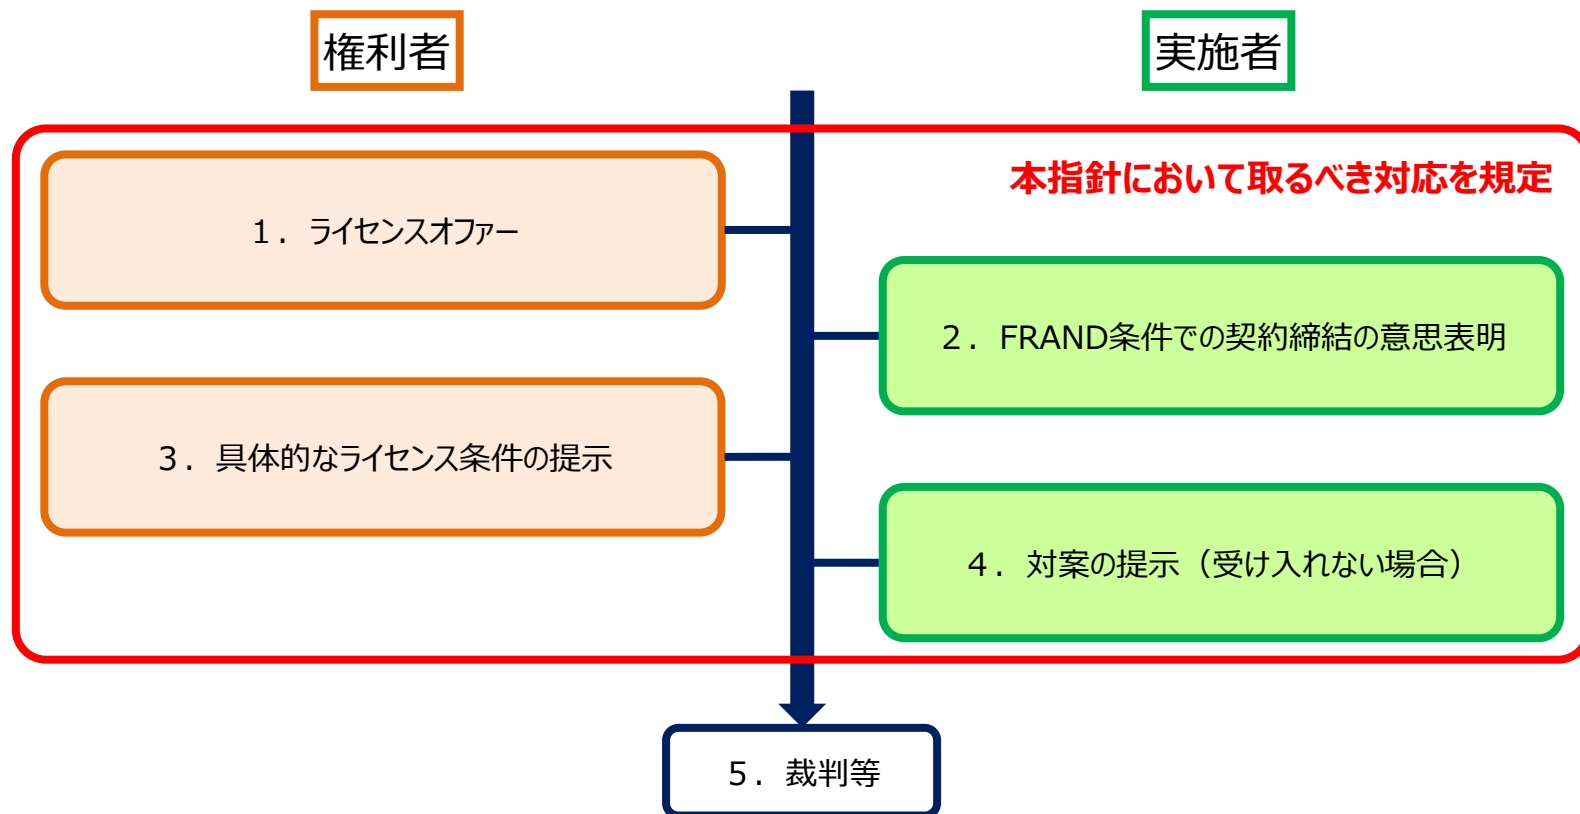 権利者
実施者
本指針において取るべき対応を規定
１．ライセンスオファー
２．FRAND条件での契約締結の意思表明
３．具体的なライセンス条件の提示
４．対案の提示（受け入れない場合）
５．裁判等